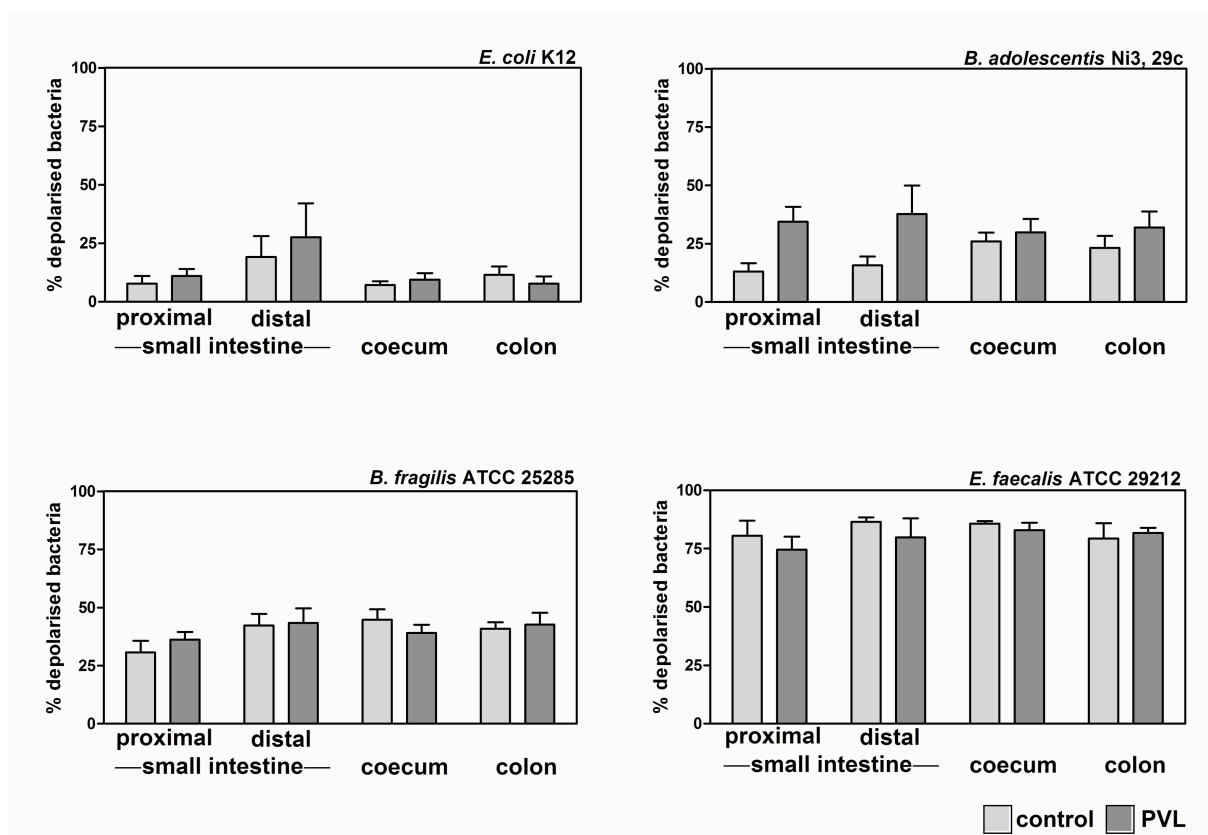 E. coli K12
% depolarised bacteria
100
75
50
25
0
proximal distal
small intestine coecum colon
B. adolescentis Ni3, 29c
% depolarised bacteria
100
75
50
25
0
proximal distal
small intestine coecum colon
B. fragilis ATCC 25285
% depolarised bacteria
100
75
50
25
0
proximal distal
small intestine coecum colon
E. faecalis ATCC 29212
% depolarised bacteria
100
75
50
25
0
proximal distal
small intestine coecum colon
control PVL